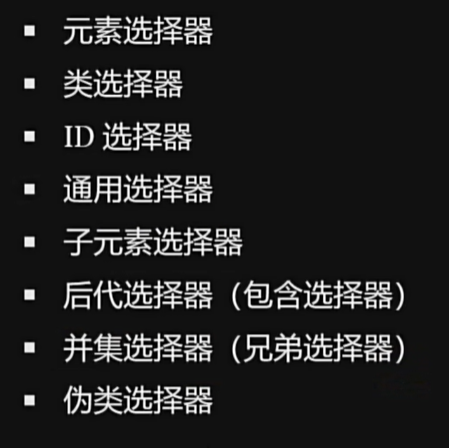 ▪ 元素选择器
▪ 类选择器
▪ ID 选择器
▪ 通用选择器
▪ 子元素选择器
▪ 后代选择器（包含选择器）
▪ 并集选择器（兄弟选择器）
▪ 伪类选择器